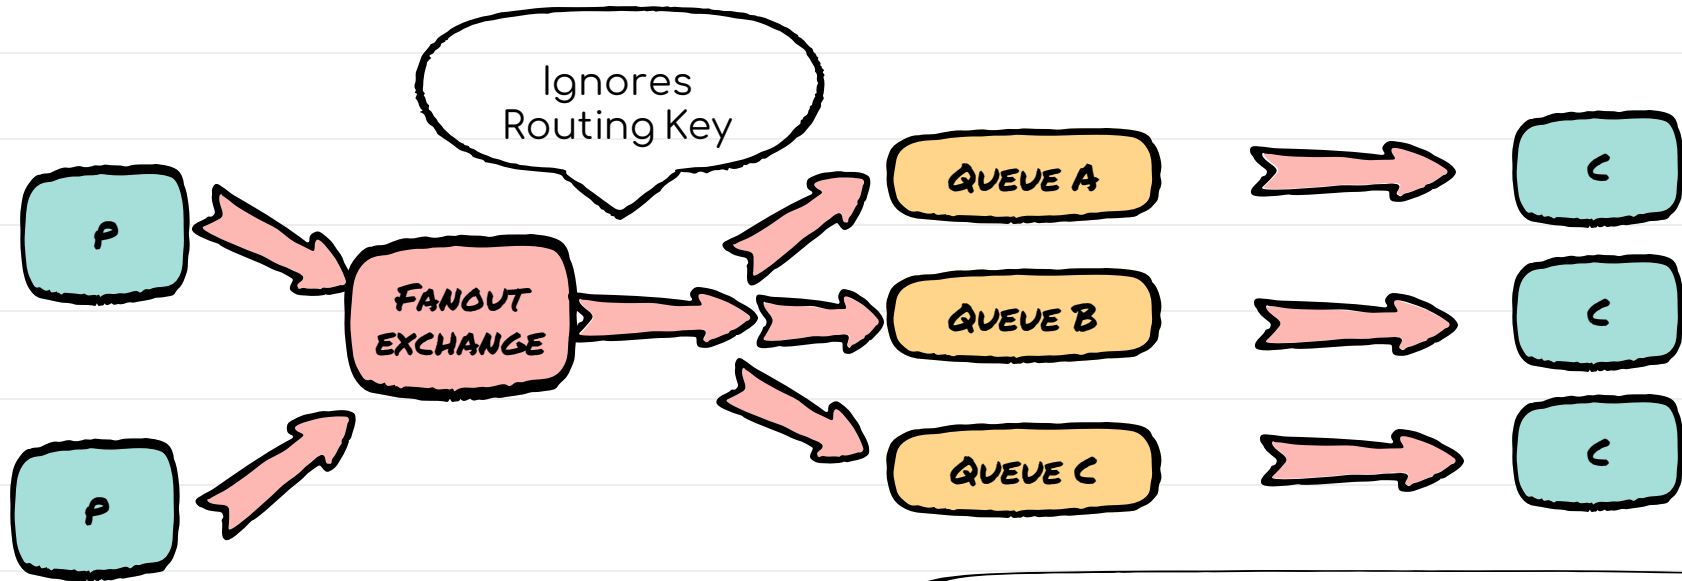 Ignores
Routing Key
P
Fanout
exchange
P
Queue A
Queue B
Queue C
C
C
C